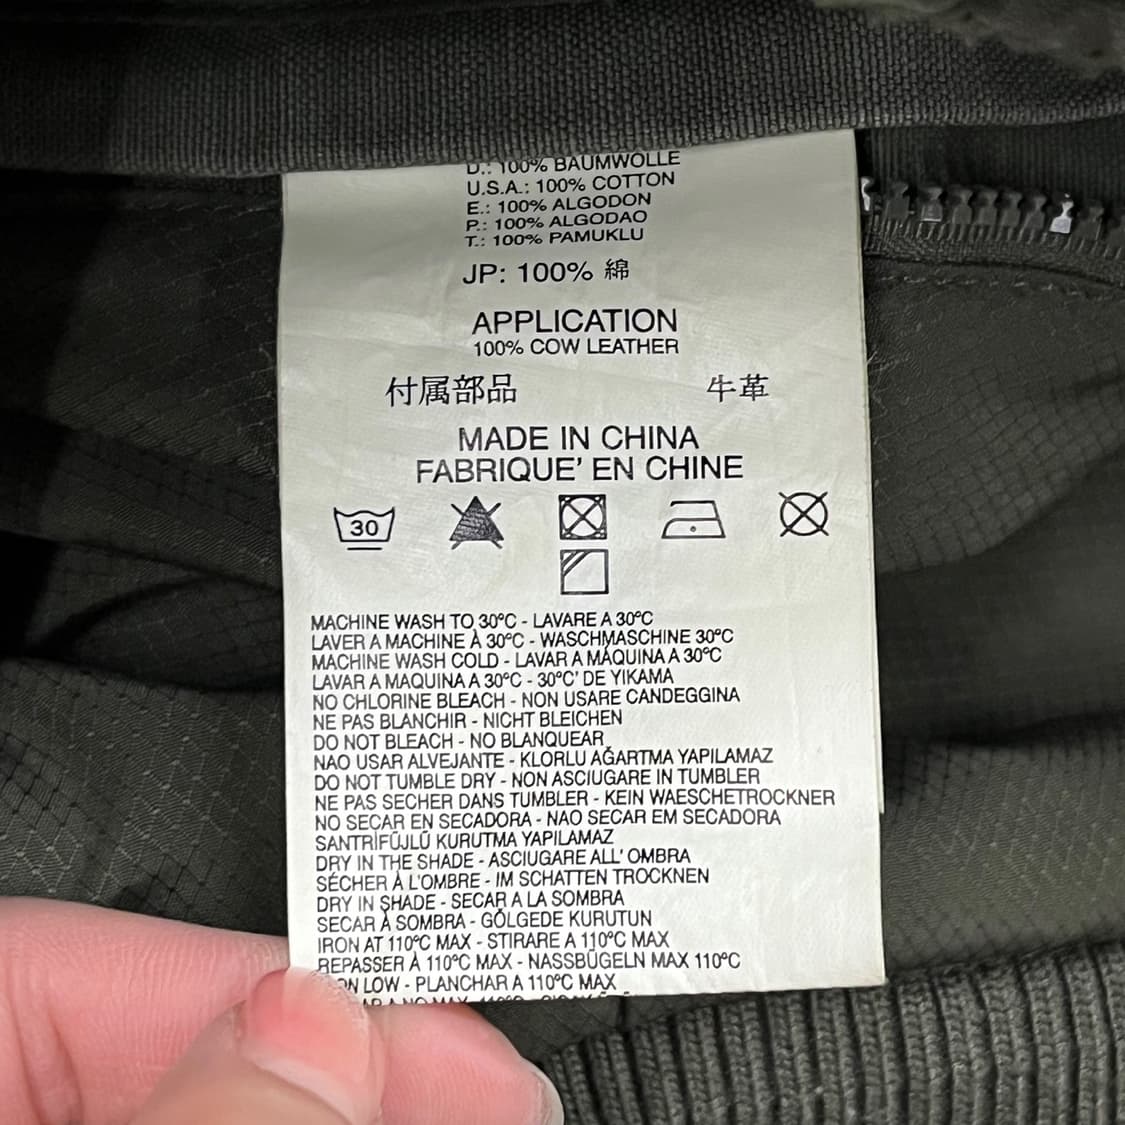 D.: 100% BAUMWOLLE
U.S.A.: 100% COTTON
E.: 100% ALGODON
P.: 100% ALGODAO
T.: 100% PAMUKLU
JP: 100% 綿
APPLICATION
100% COW LEATHER
付属部品 牛革
MADE IN CHINA
FABRIQUE' EN CHINE
30
MACHINE WASH TO 30°C - LAVARE A 30°C
LAVER A MACHINE À 30°C - WASCHMASCHINE 30°C
MACHINE WASH COLD - LAVAR A MÁQUINA A 30°C
LAVAR A MAQUINA A 30°C - 30°C' DE YIKAMA
NO CHLORINE BLEACH - NON USARE CANDEGGINA
NE PAS BLANCHIR - NICHT BLEICHEN
DO NOT BLEACH - NO BLANQUEAR
NAO USAR ALVEJANTE - KLORLU AĞARTMA YAPILAMAZ
DO NOT TUMBLE DRY - NON ASCIUGARE IN TUMBLER
NE PAS SECHER DANS TUMBLER - KEIN WAESCHETROCKNER
NO SECAR EN SECADORA - NAO SECAR EM SECADORA
SANTRİFŪJLŪ KURUTMA YAPILAMAZ
DRY IN THE SHADE - ASCIUGARE ALL' OMBRA
SÉCHER À L'OMBRE - IM SCHATTEN TROCKNEN
DRY IN SHADE - SECAR A LA SOMBRA
SECAR À SOMBRA - GŎLGEDE KURUTUN
IRON AT 110°C MAX - STIRARE A 110°C MAX
REPASSER À 110°C MAX - NASSBŪGELN MAX 110°C
LOW - PLANCHAR A 110°C MAX